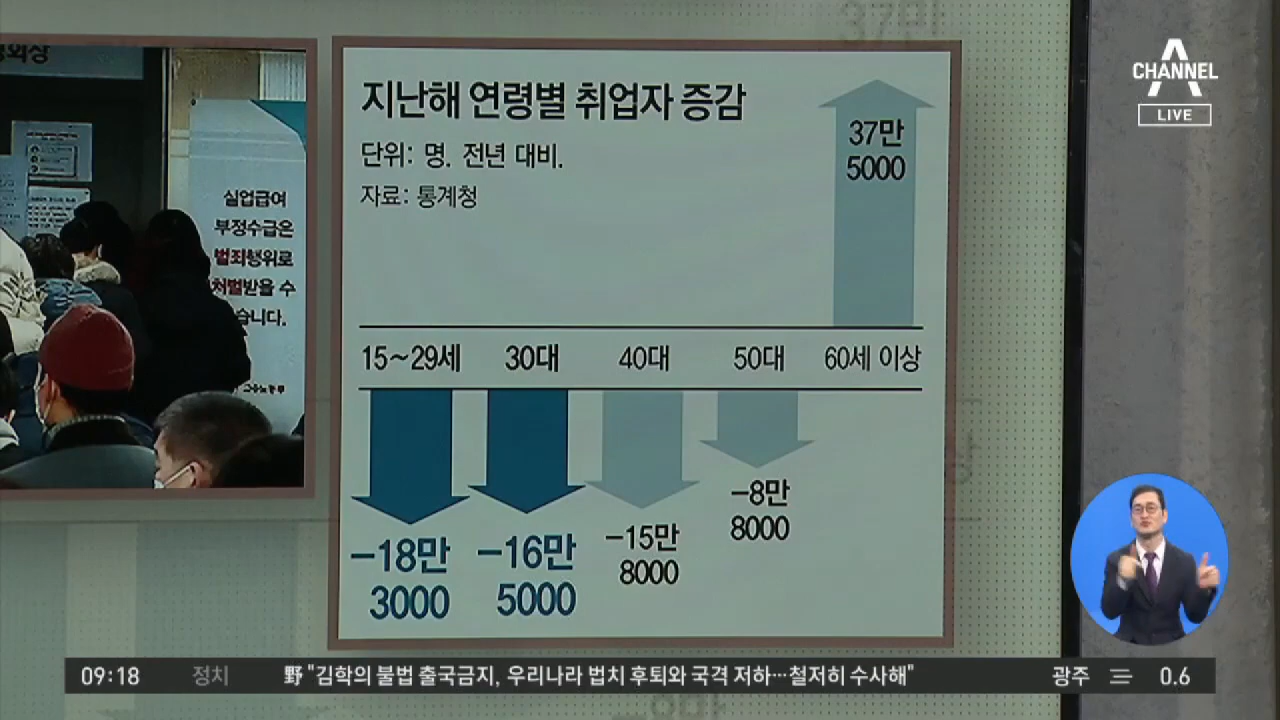 37만
실업급여
부정수급은
범죄행위로
처벌받을 수
습니다.
지난해 연령별 취업자 증감
단위: 명. 전년 대비.
자료: 통계청
37만
5000
15~29세 30대 40대 50대 60세 이상
-18만
3000
-16만
5000
-15만
8000
-8만
8000
CHANNEL
LIVE
09:18 정치 野 "김학의 불법 출국금지, 우리나라 법치 후퇴와 국격 저하…철저히 수사해" 광주 0.6